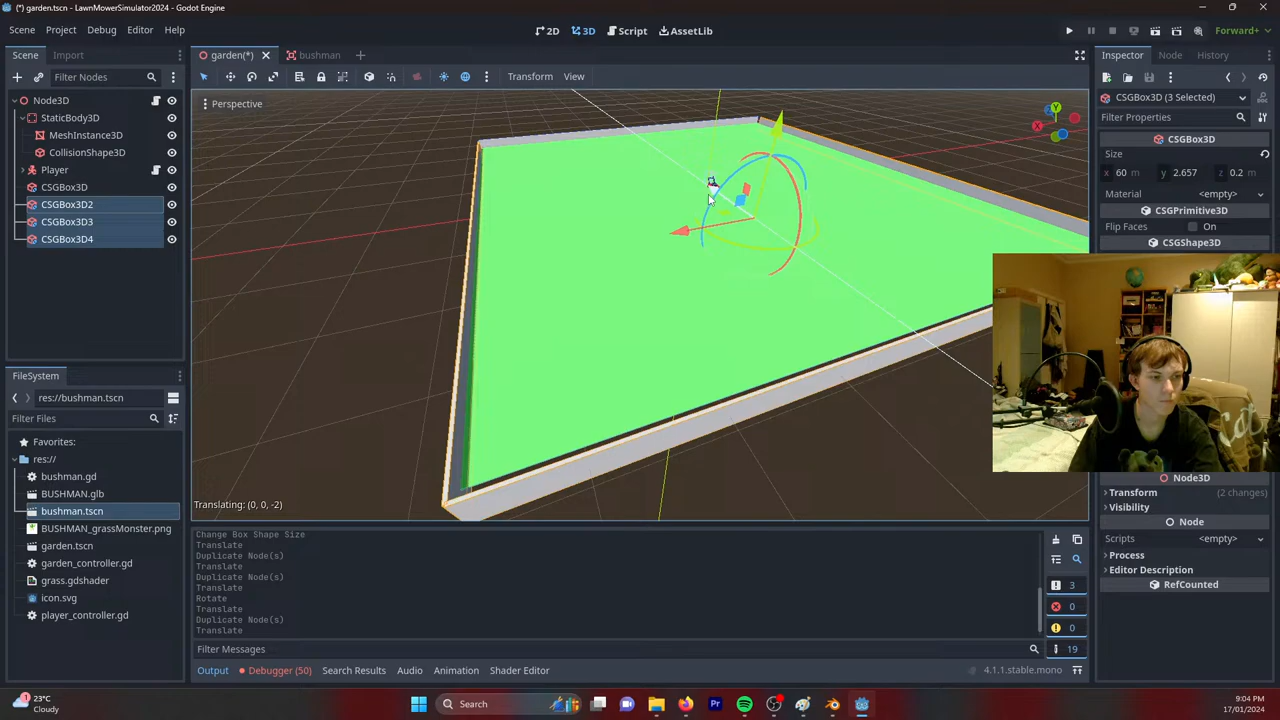 (*) garden.tscn - LawnMowerSimulator2024 - Godot Engine
Scene Project Debug Editor Help
2D 3D Script AssetLib
Forward+
Scene Import
garden(*) bushman
Inspector Node History
Filter Nodes
Transform View
CSGBox3D (3 Selected)
Filter Properties
Node3D
StaticBody3D
MeshInstance3D
CollisionShape3D
Player
CSGBox3D
CSGBox3D2
CSGBox3D3
CSGBox3D4
Perspective
Y
X
CSGBox3D
Size
x 60 m y 2.657 z 0.2 m
Material <empty>
CSGPrimitive3D
Flip Faces On
CSGShape3D
Translating: (0, 0, -2)
FileSystem
res://bushman.tscn
Filter Files
Favorites:
res://
bushman.gd
BUSHMAN.glb
bushman.tscn
BUSHMAN_grassMonster.png
garden.tscn
garden_controller.gd
grass.gdshader
icon.svg
player_controller.gd
Change Box Shape Size
Translate
Duplicate Node(s)
Translate
Duplicate Node(s)
Translate
Rotate
Translate
Duplicate Node(s)
Translate
3
0
0
19
Filter Messages
Output Debugger (50) Search Results Audio Animation Shader Editor
4.1.1.stable.mono
Node3D
Transform (2 changes)
Visibility
Node
Scripts <empty>
Process
Editor Description
RefCounted
1
23°C
Cloudy
Search
Pr
9:04 PM
17/01/2024